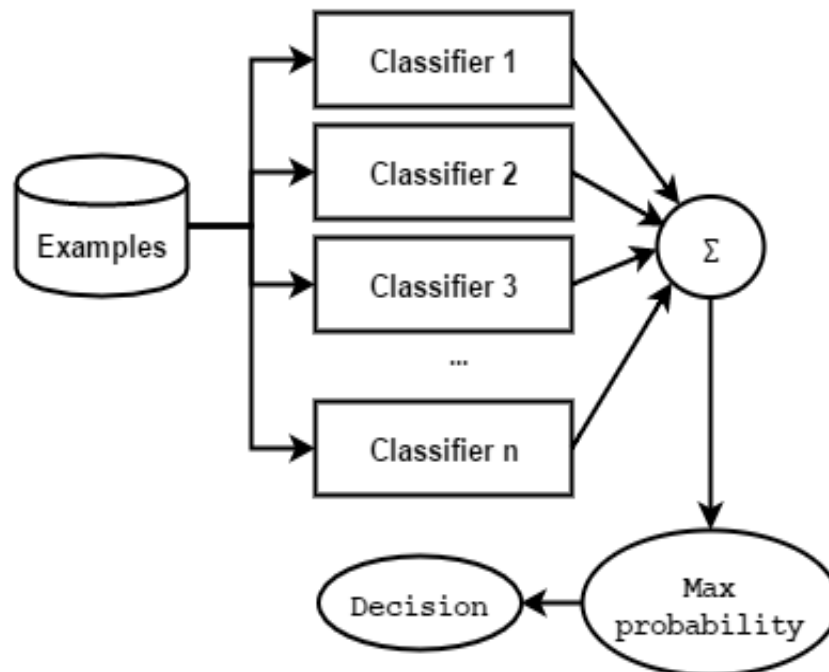 Classifier 1
Classifier 2
Examples
Σ
Classifier 3
...
Classifier n
Decision
Max
probability